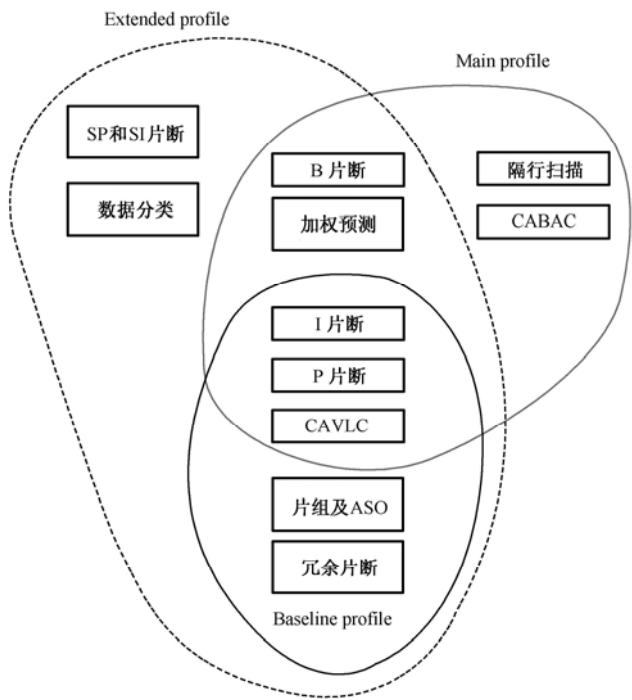 Extended profile
Main profile
SP和SI片断
数据分类
B 片断
加权预测
隔行扫描
CABAC
I 片断
P 片断
CAVLC
片组及ASO
冗余片断
Baseline profile